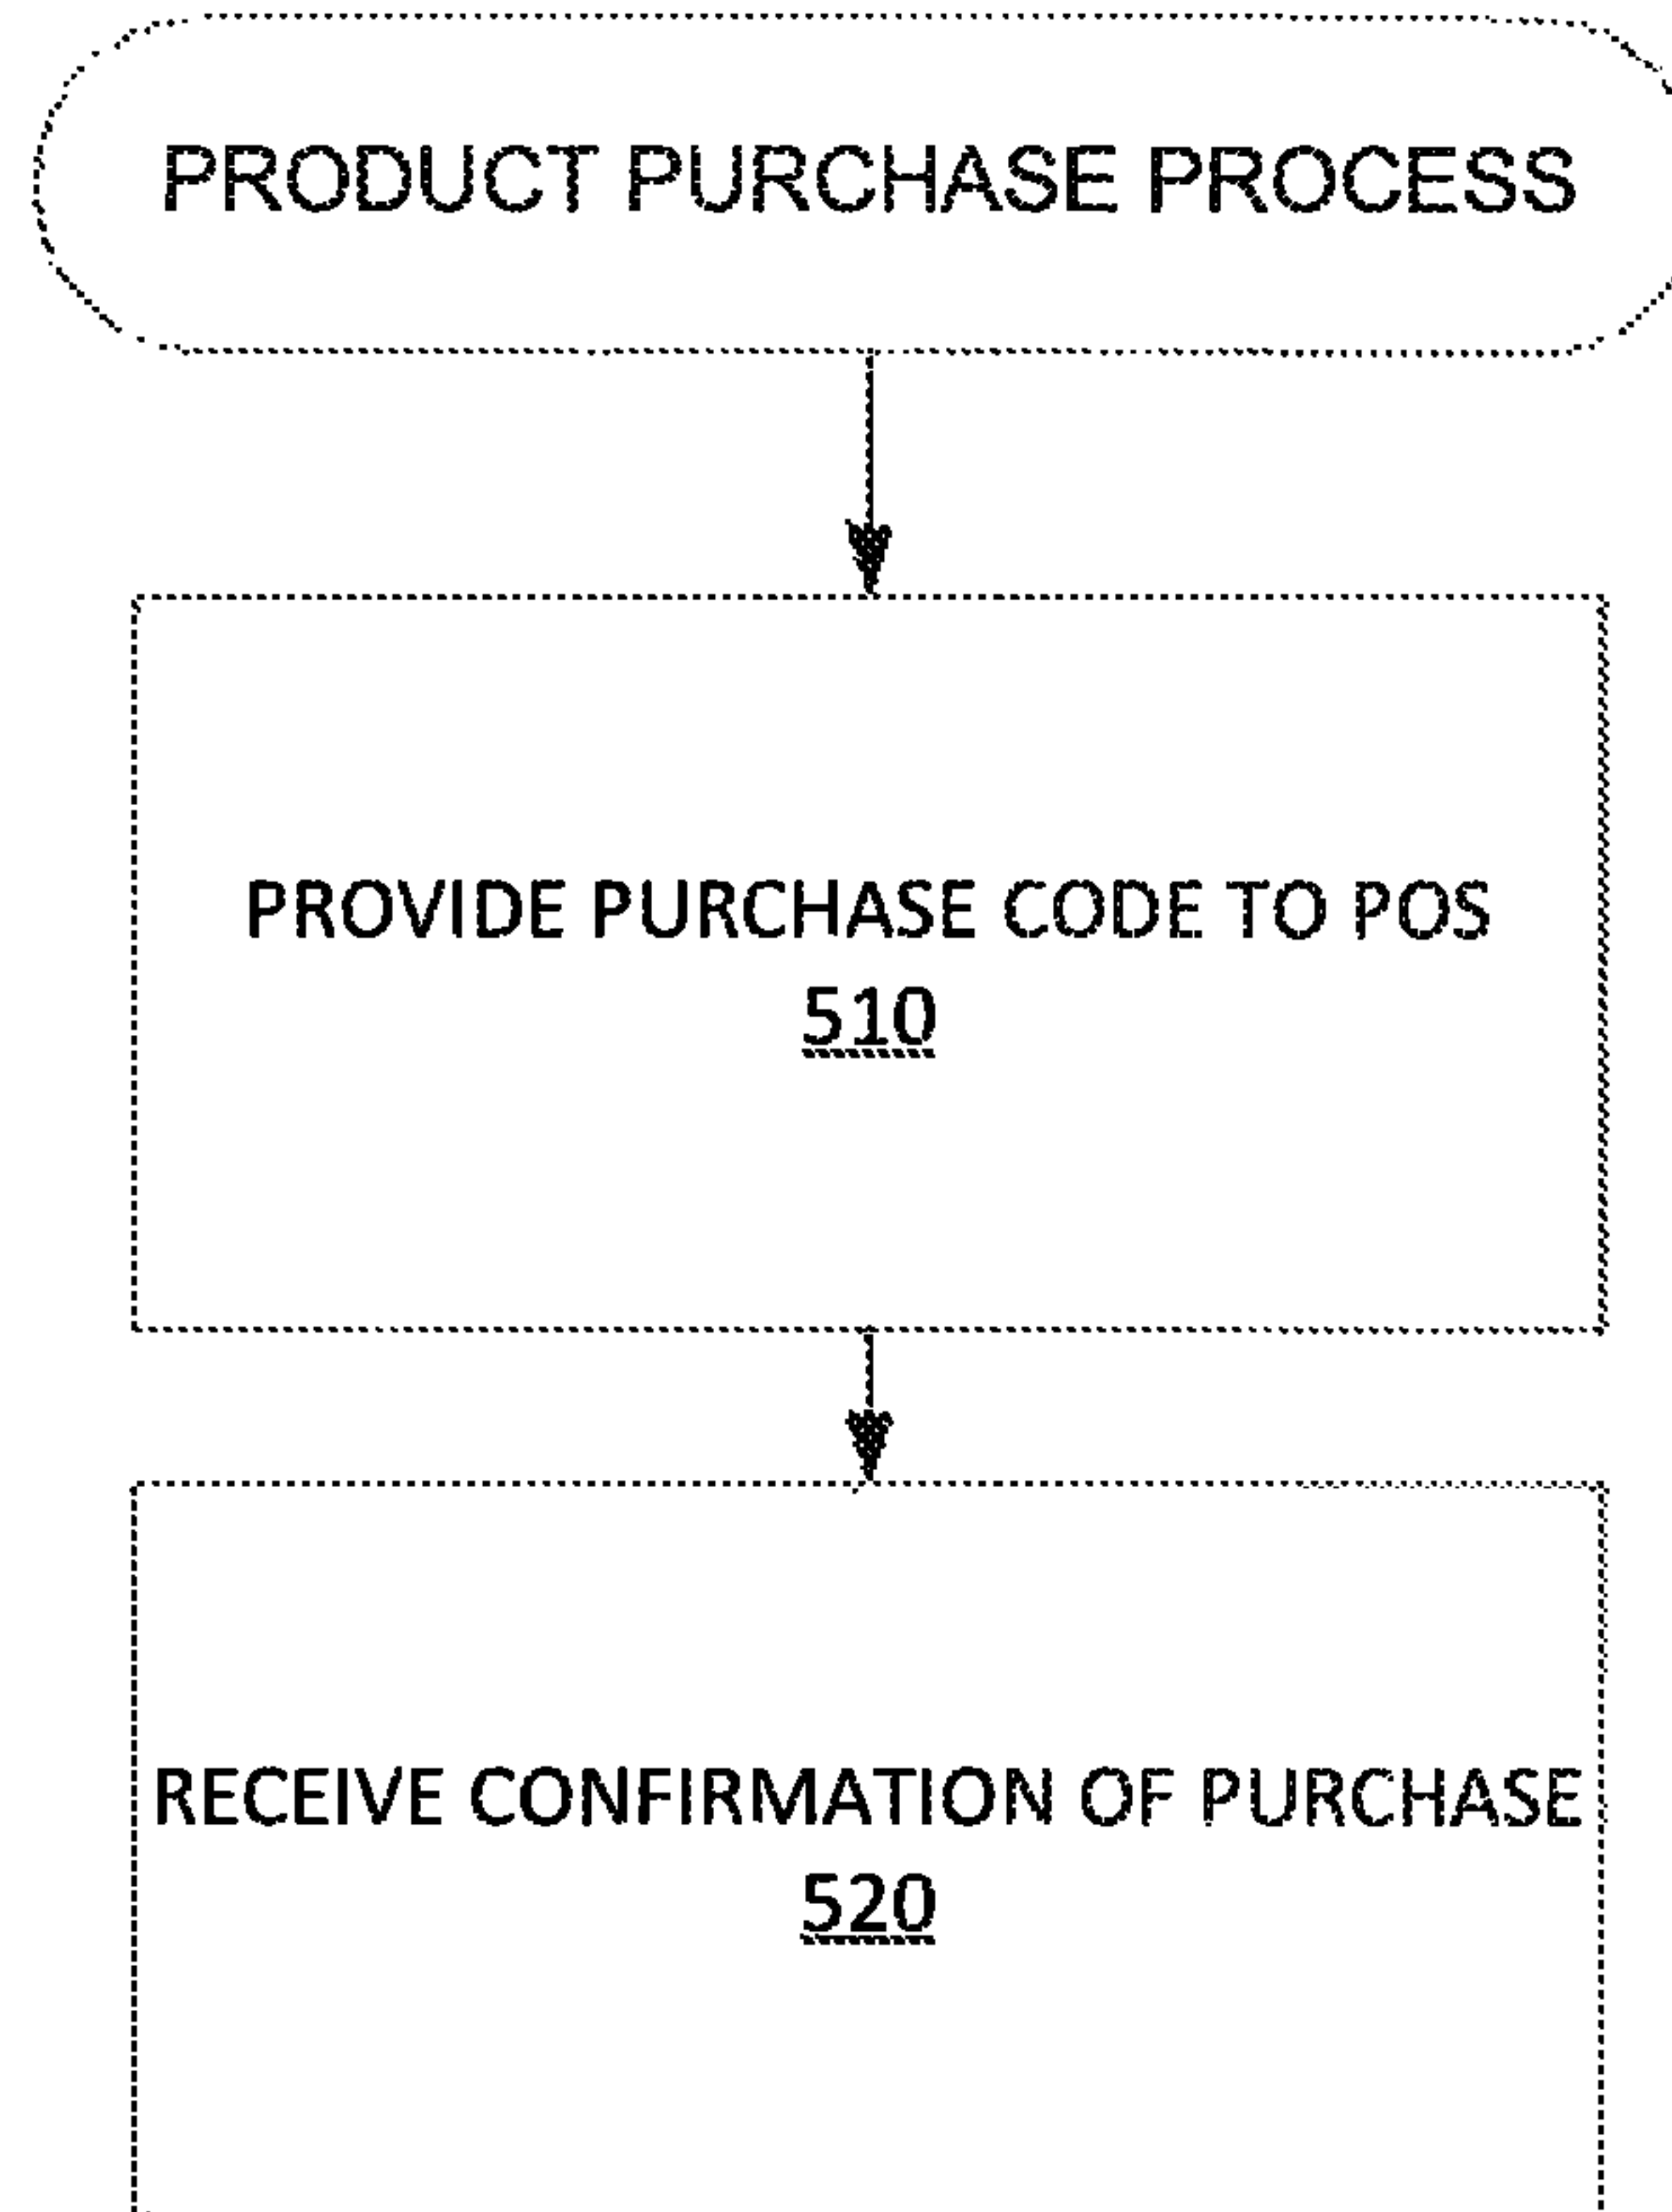 PRODUCT PURCHASE PROCESS
PROVIDE PURCHASE CODE TO POS
510
RECEIVE CONFIRMATION OF PURCHASE
520